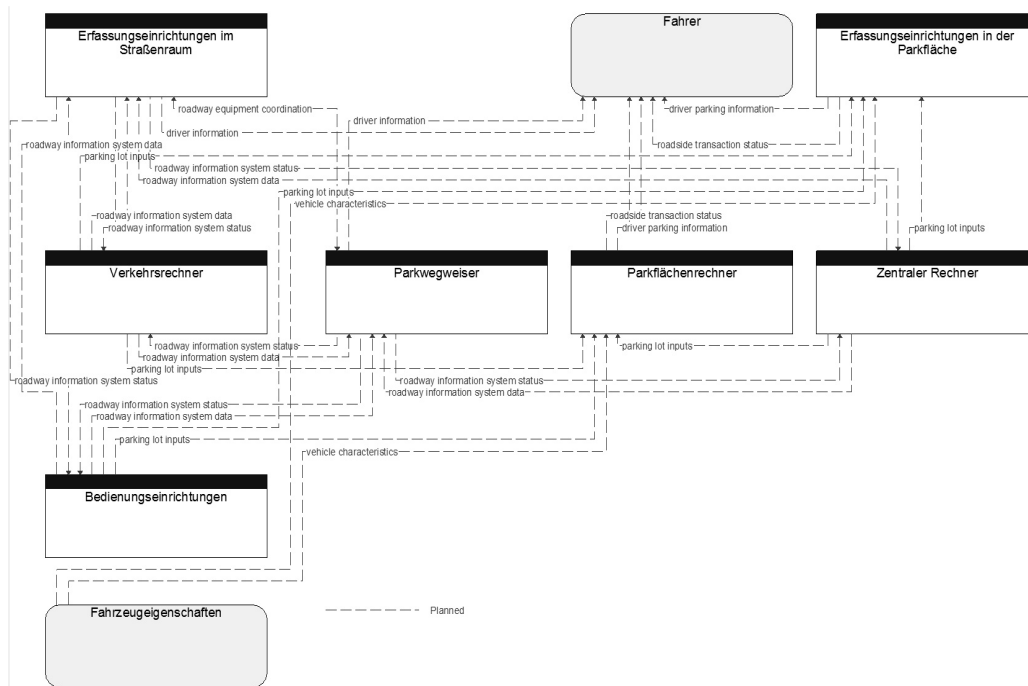 Erfassungseinrichtungen im
Straßenraum
Fahrer
Erfassungseinrichtungen in der
Parkfläche
roadway equipment coordination
driver information
driver information
driver parking information
roadway information system data
parking lot inputs
roadside transaction status
roadway information system status
roadway information system data
parking lot inputs
vehicle characteristics
roadway information system data
roadway information system status
roadside transaction status
driver parking information
parking lot inputs
Verkehrsrechner
Parkwegweiser
Parkflächenrechner
Zentraler Rechner
roadway information system status
roadway information system data
parking lot inputs
parking lot inputs
roadway information system status
roadway information system status
roadway information system data
roadway information system status
roadway information system data
parking lot inputs
vehicle characteristics
Bedienungseinrichtungen
Fahrzeugeigenschaften
Planned